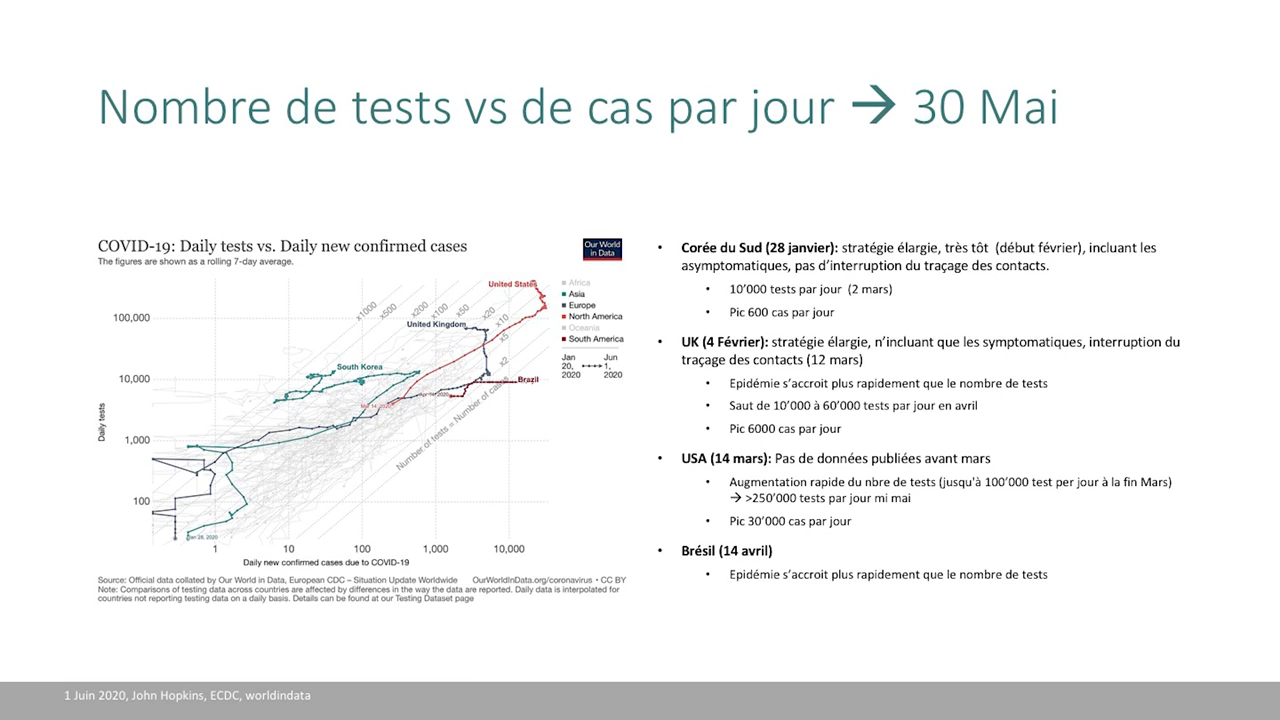 Nombre de tests vs de cas par jour → 30 Mai
COVID-19: Daily tests vs. Daily new confirmed cases
The figures are shown as a rolling 7-day average.
Our World
in Data
United States
Africa
Asia
Europe
North America
Oceania
South America
Jan
20,
2020
Jun
1,
2020
x1000
x500
x200
x100
x50
x20
x10
x5
x2
100,000
United Kingdom
South Korea
10,000
Brazil
Mar 14, 2020
Number of tests = Number of cases
Daily tests
1,000
100
Jan 28, 2020
1
10
100
1,000
10,000
Daily new confirmed cases due to COVID-19
Source: Official data collated by Our World in Data, European CDC – Situation Update Worldwide OurWorldInData.org/coronavirus • CC BY
Note: Comparisons of testing data across countries are affected by differences in the way the data are reported. Daily data is interpolated for
countries not reporting testing data on a daily basis. Details can be found at our Testing Dataset page
• Corée du Sud (28 janvier): stratégie élargie, très tôt (début février), incluant les
asymptomatiques, pas d'interruption du traçage des contacts.
• 10'000 tests par jour (2 mars)
• Pic 600 cas par jour
• UK (4 Février): stratégie élargie, n'incluant que les symptomatiques, interruption du
traçage des contacts (12 mars)
• Epidémie s'accroit plus rapidement que le nombre de tests
• Saut de 10'000 à 60'000 tests par jour en avril
• Pic 6000 cas par jour
• USA (14 mars): Pas de données publiées avant mars
• Augmentation rapide du nbre de tests (jusqu'à 100'000 test per jour à la fin Mars)
→ >250'000 tests par jour mi mai
• Pic 30'000 cas par jour
• Brésil (14 avril)
• Epidémie s'accroit plus rapidement que le nombre de tests
1 Juin 2020, John Hopkins, ECDC, worldindata